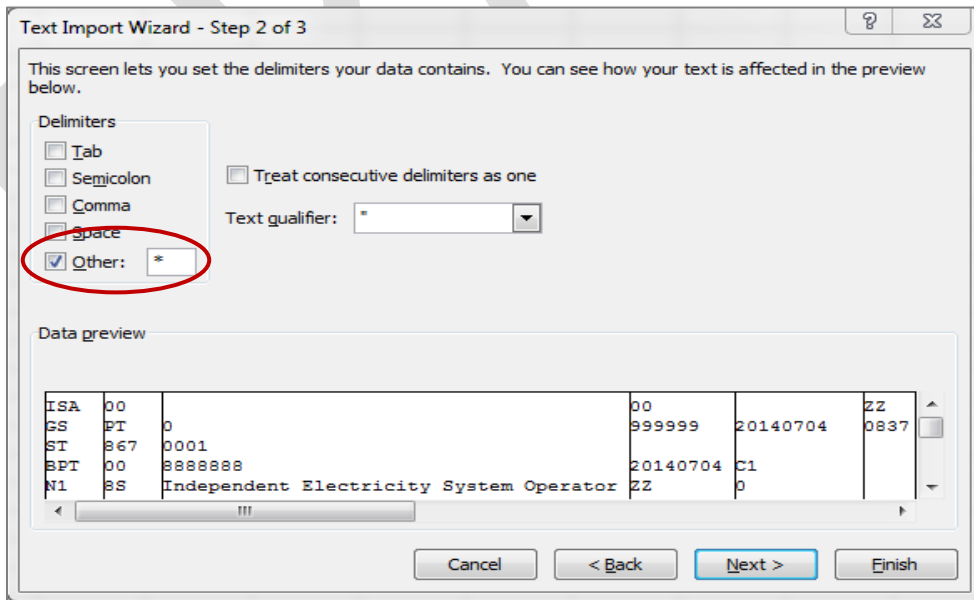 Text Import Wizard - Step 2 of 3
This screen lets you set the delimiters your data contains. You can see how your text is affected in the preview
below.
Delimiters
Tab
Semicolon
Comma
Space
Other: *
Treat consecutive delimiters as one
Text qualifier: "
Data preview
ISA 00 00 ZZ
GS PT 0 999999 20140704 0837
ST 867 0001
BPT 00 8888888 20140704 C1
N1 8S Independent Electricity System Operator ZZ 0
Cancel < Back Next > Finish